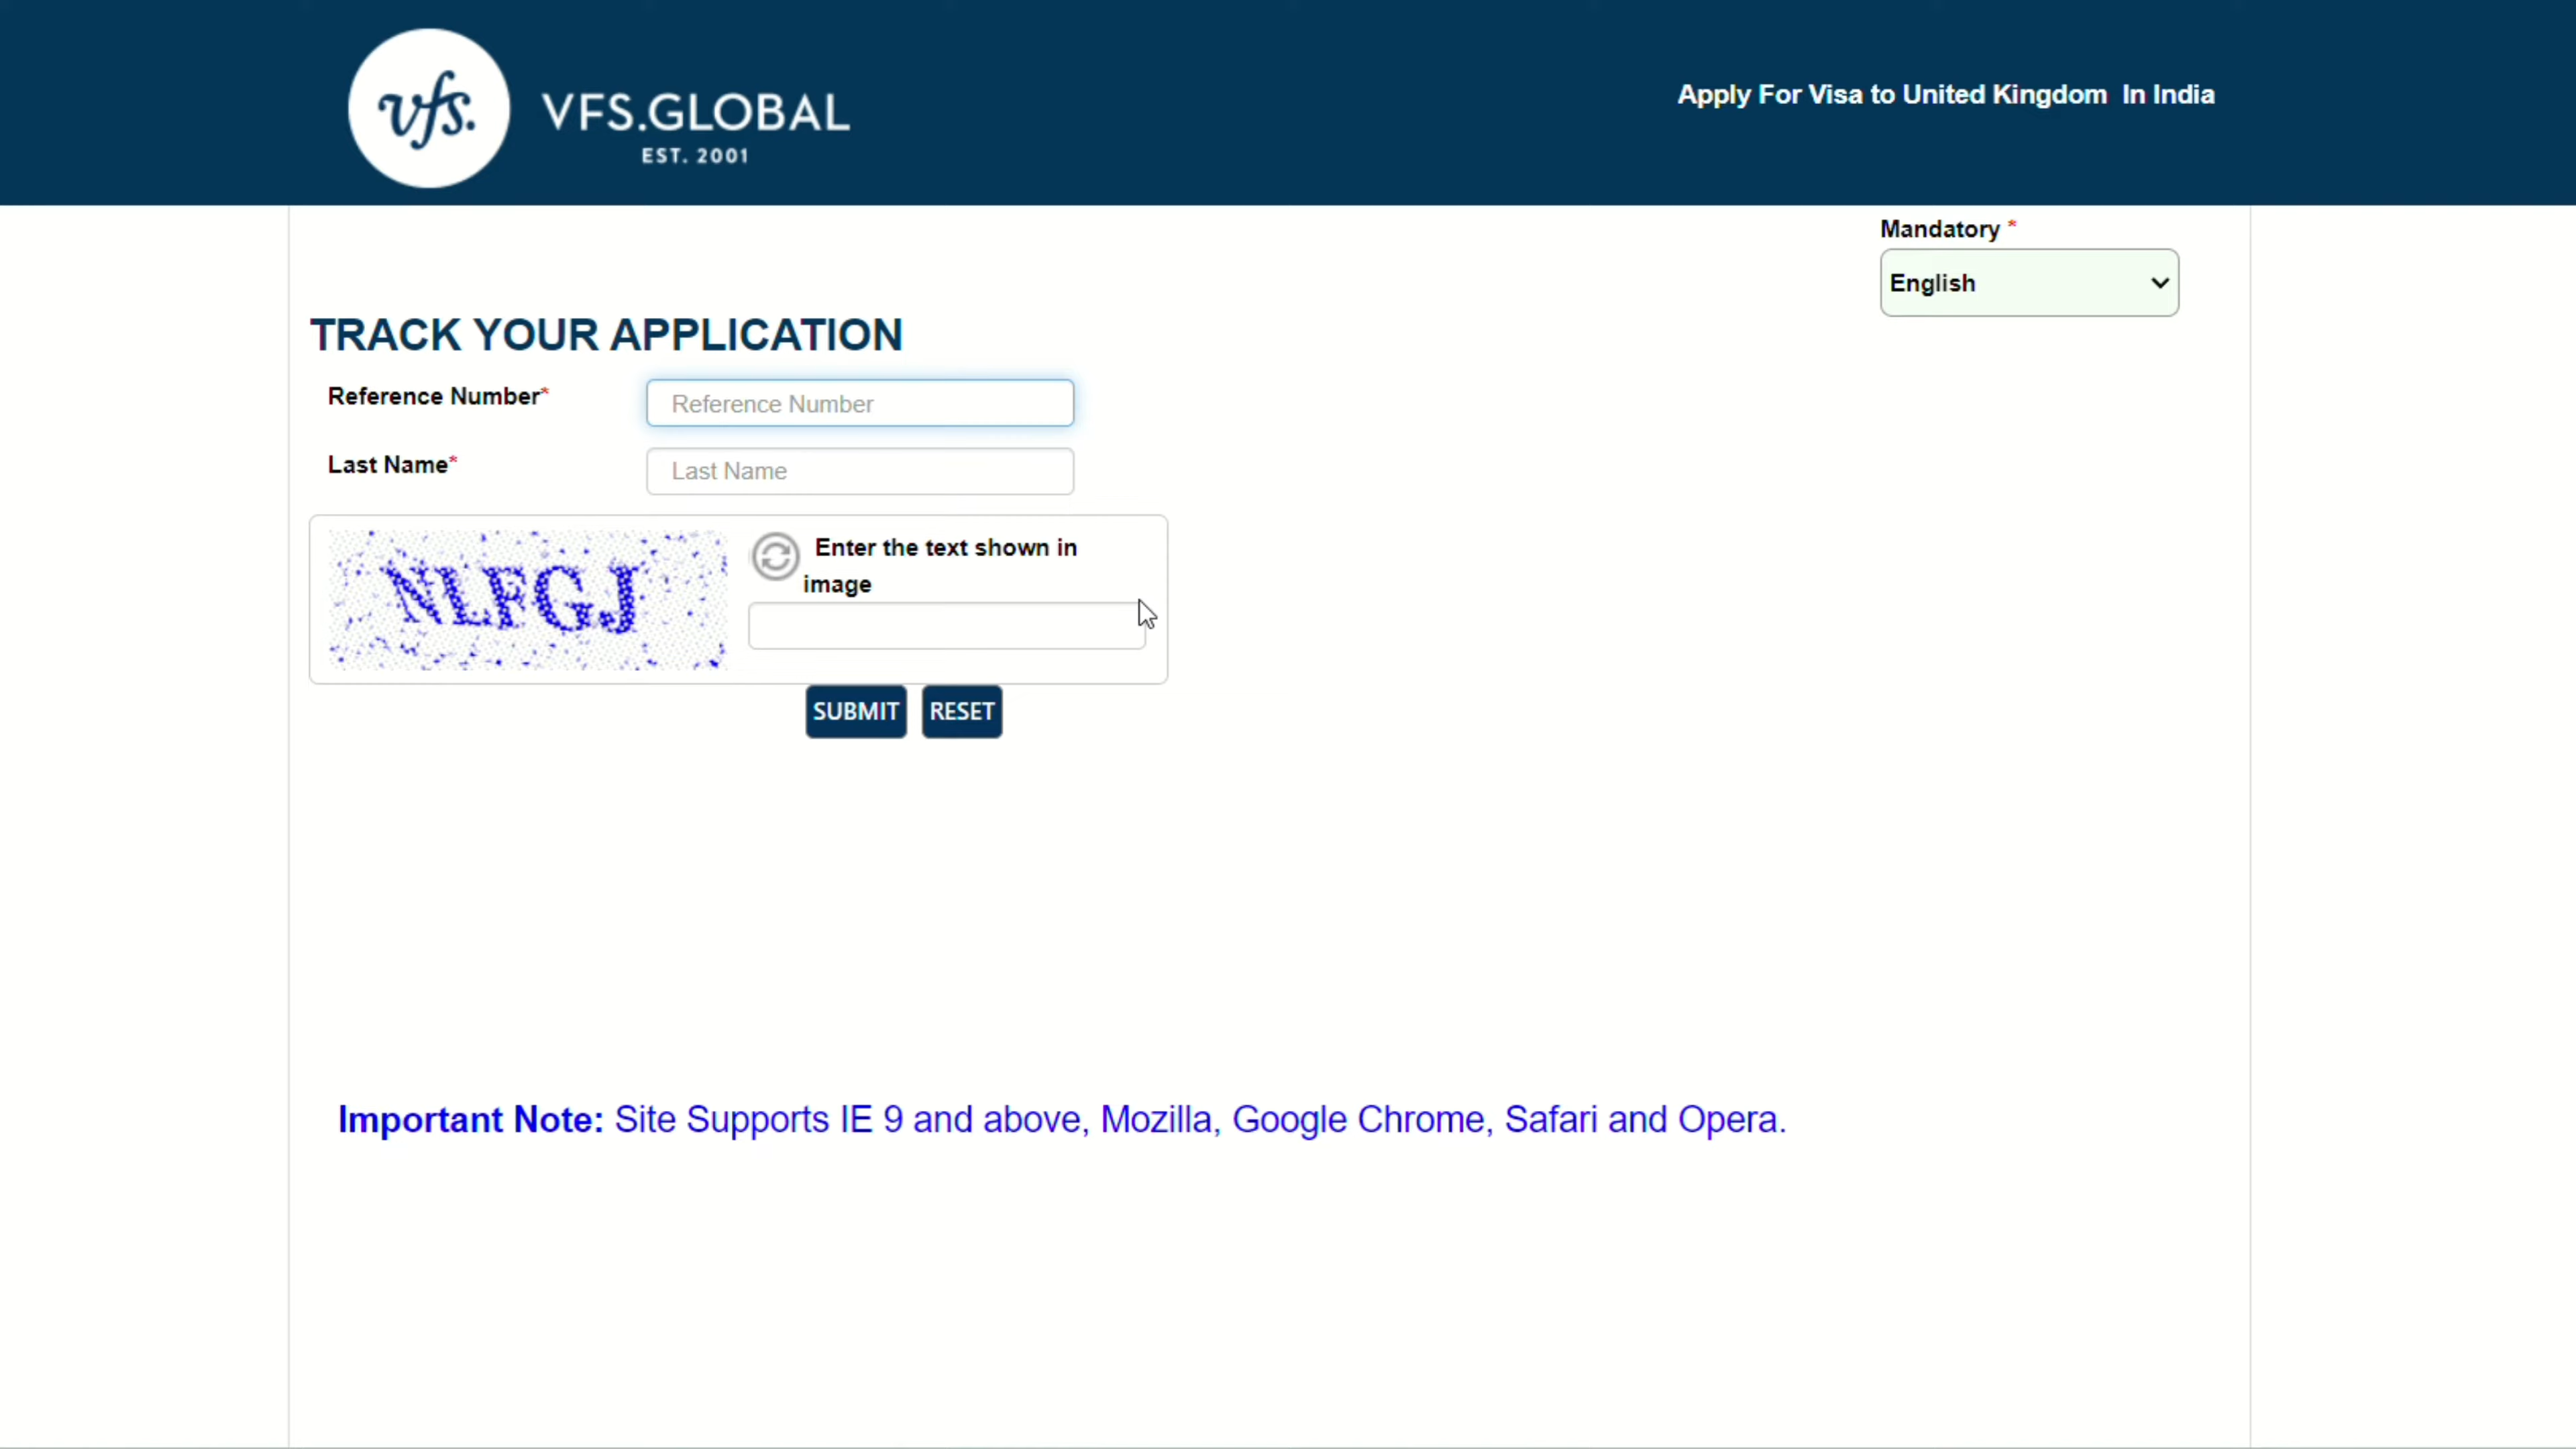 vfs.
VFS.GLOBAL
EST. 2001
Apply For Visa to United Kingdom In India
Mandatory *
English
TRACK YOUR APPLICATION
Reference Number*
Reference Number
Last Name*
Last Name
NLFGJ
Enter the text shown in
image
SUBMIT RESET
Important Note: Site Supports IE 9 and above, Mozilla, Google Chrome, Safari and Opera.